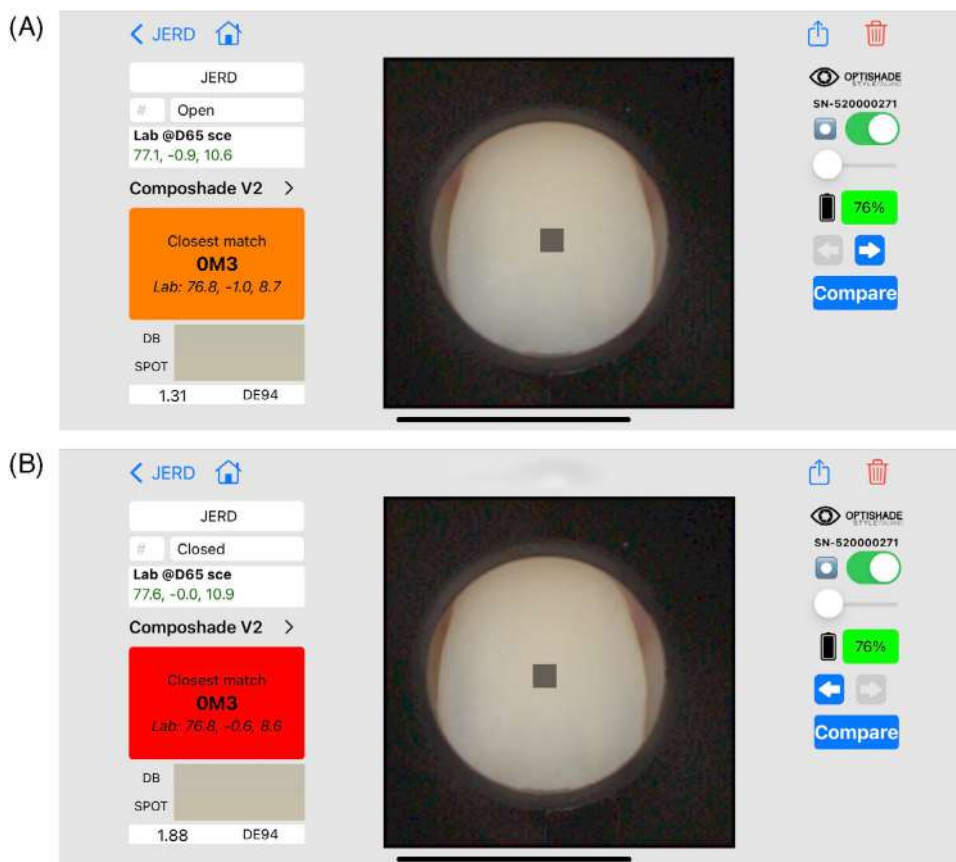 (A)
JERD
JERD
# Open
Lab @D65 sce
77.1, -0.9, 10.6
Composhade V2 >
Closest match
0M3
Lab: 76.8, -1.0, 8.7
DB
SPOT
1.31 DE94
OPTISHADE
STYLEITALIANO
SN-520000271
76%
Compare
(B)
JERD
JERD
# Closed
Lab @D65 sce
77.6, -0.0, 10.9
Composhade V2 >
Closest match
0M3
Lab: 76.8, -0.6, 8.6
DB
SPOT
1.88 DE94
OPTISHADE
STYLEITALIANO
SN-520000271
76%
Compare